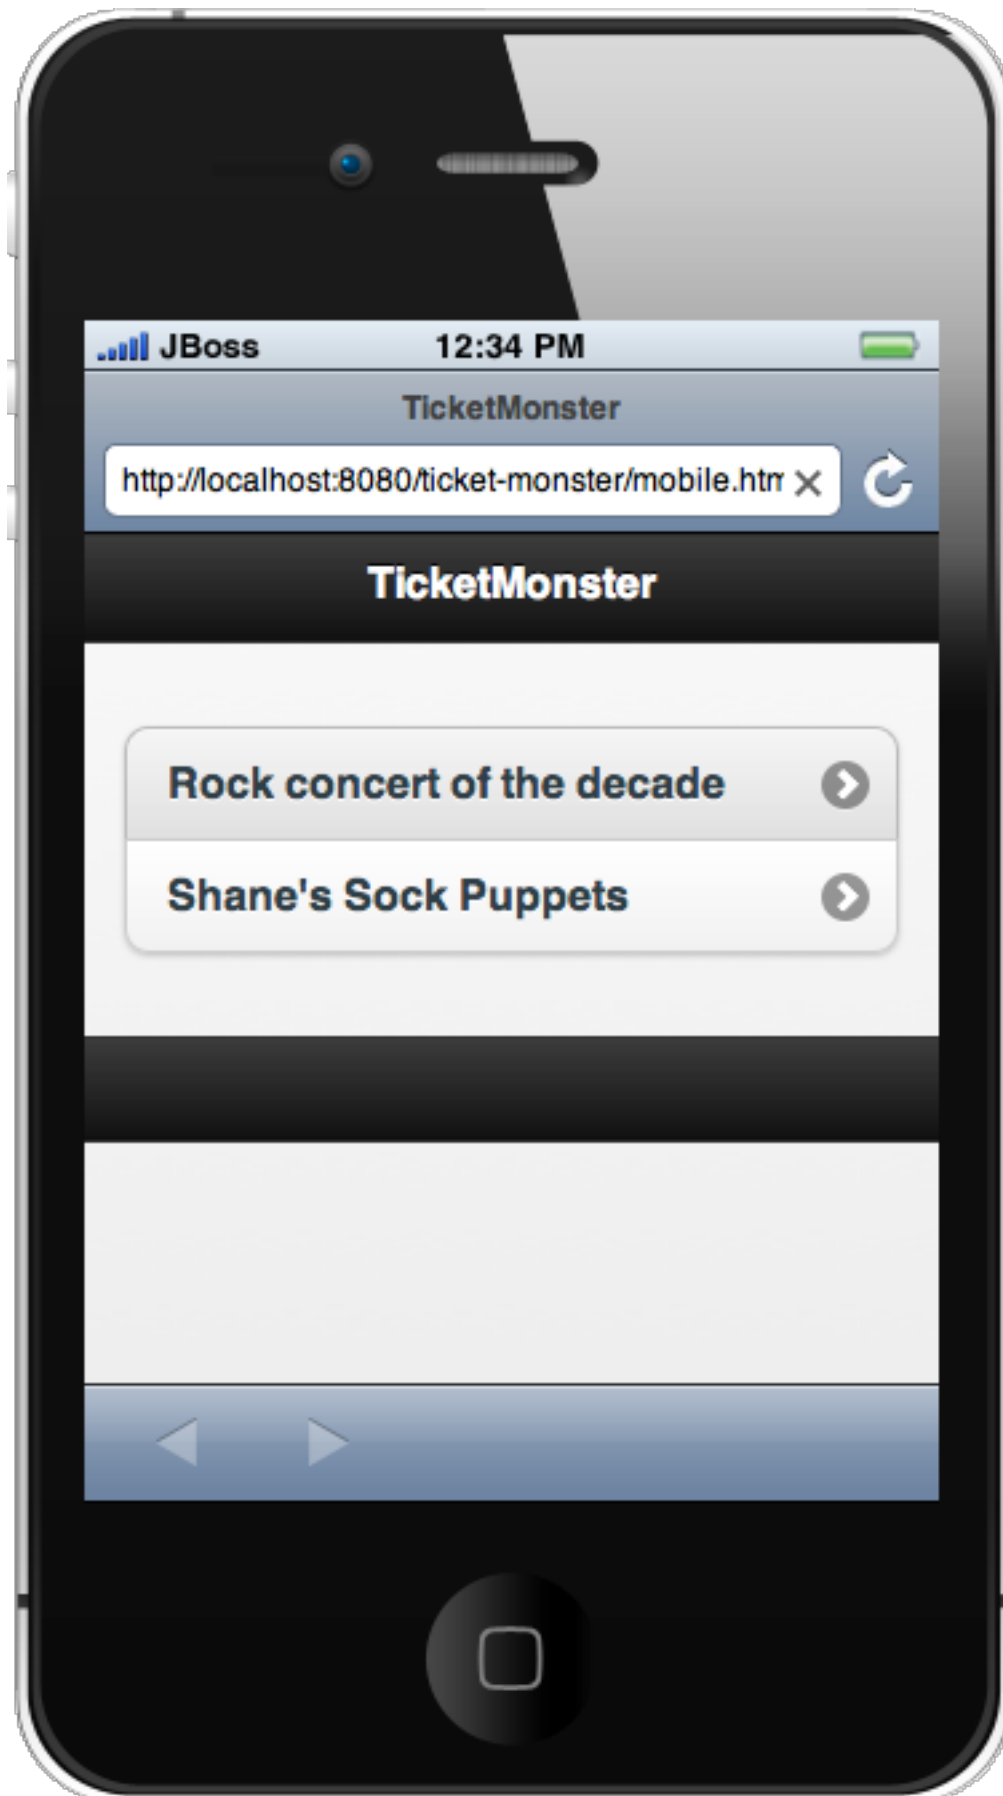 JBoss 12:34 PM
TicketMonster
http://localhost:8080/ticket-monster/mobile.htm
TicketMonster
Rock concert of the decade
Shane's Sock Puppets